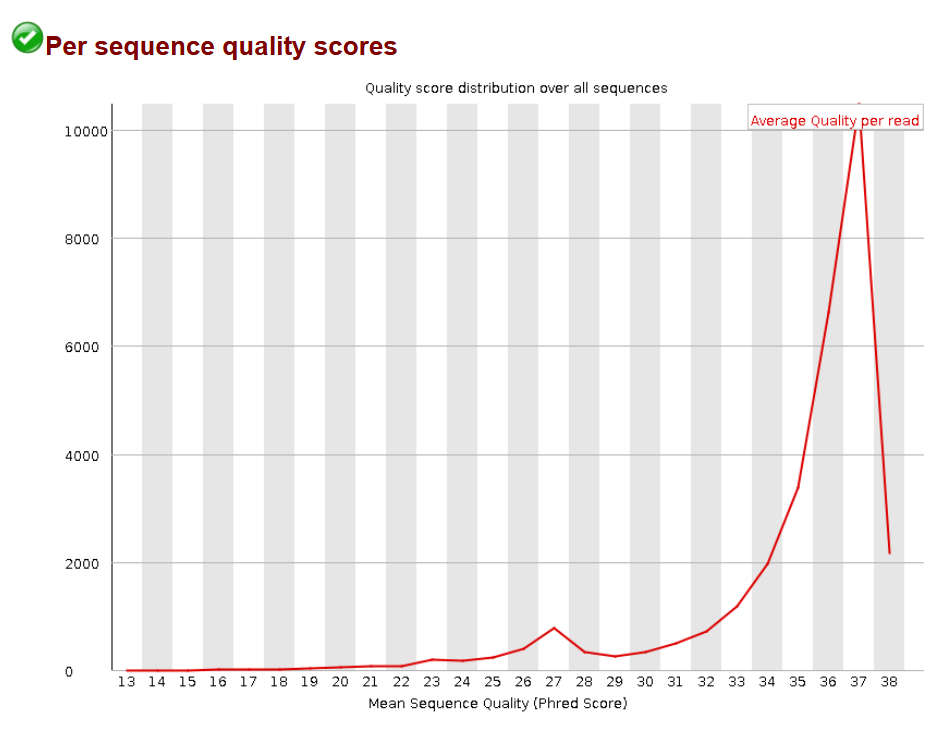 Per sequence quality scores
Quality score distribution over all sequences
Average Quality per read
10000
8000
6000
4000
2000
0
13 14 15 16 17 18 19 20 21 22 23 24 25 26 27 28 29 30 31 32 33 34 35 36 37 38
Mean Sequence Quality (Phred Score)